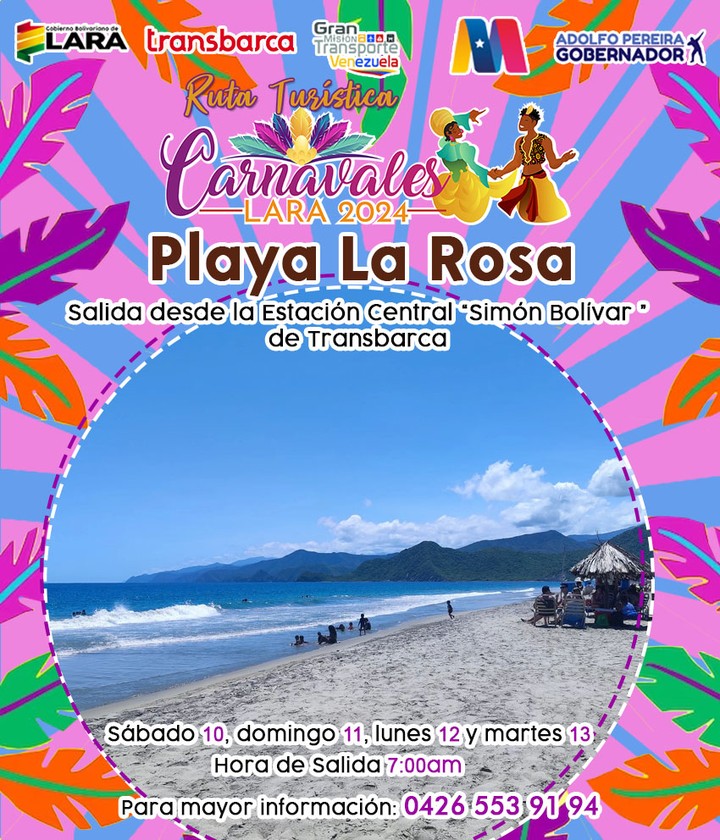 Gobierno Bolivariano de
LARA
transbarca
Gran
Misión
Transporte
Venezuela
ADOLFO PEREIRA
GOBERNADOR
Ruta Turística
Carnavales
LARA 2024
Playa La Rosa
Salida desde la Estación Central "Simón Bolívar "
de Transbarca
Sábado 10, domingo 11, lunes 12 y martes 13
Hora de Salida 7:00am
Para mayor información: 0426 553 91 94